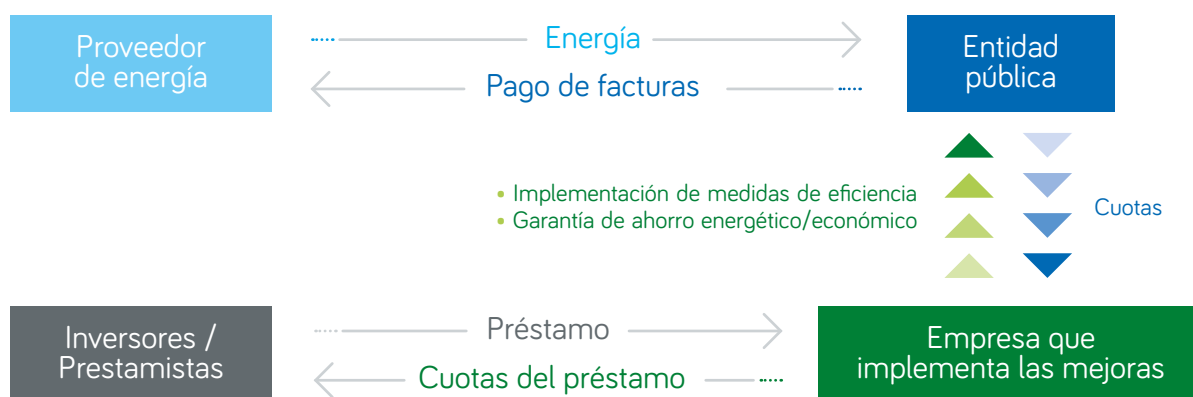 Proveedor
de energía
Energía
Pago de facturas
Entidad
pública
• Implementación de medidas de eficiencia
• Garantía de ahorro energético/económico
Cuotas
Inversores /
Prestamistas
Préstamo
Cuotas del préstamo
Empresa que
implementa las mejoras